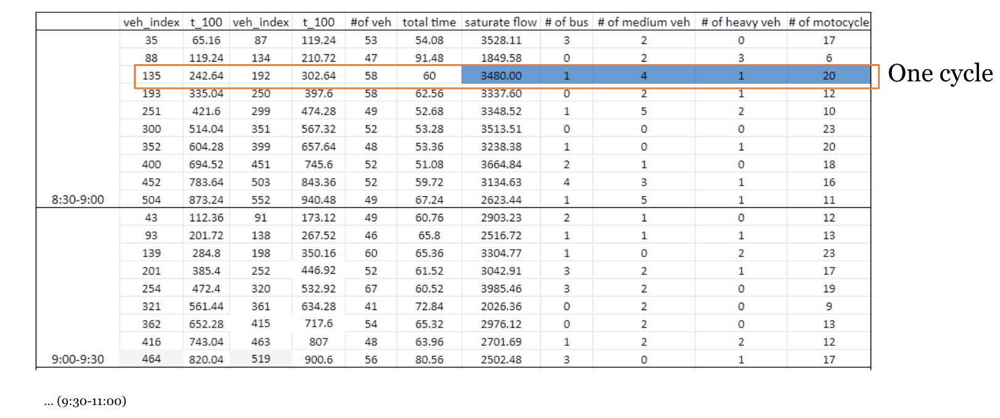 veh_index t_100 veh_index t_100 #of veh total time saturate flow # of bus # of medium veh # of heavy veh # of motocycle
35 65.16 87 119.24 53 54.08 3528.11 3 2 0 17
88 119.24 134 210.72 47 91.48 1849.58 0 2 3 6
135 242.64 192 302.64 58 60 3480.00 1 4 1 20 One cycle
193 335.04 250 397.6 58 62.56 3337.60 0 2 1 12
251 421.6 299 474.28 49 52.68 3348.52 1 5 2 10
300 514.04 351 567.32 52 53.28 3513.51 0 0 0 23
352 604.28 399 657.64 48 53.36 3238.38 1 0 1 20
400 694.52 451 745.6 52 51.08 3664.84 2 1 0 18
452 783.64 503 843.36 52 59.72 3134.63 4 3 1 16
8:30-9:00 504 873.24 552 940.48 49 67.24 2623.44 1 5 1 11
43 112.36 91 173.12 49 60.76 2903.23 2 1 0 12
93 201.72 138 267.52 46 65.8 2516.72 1 1 1 13
139 284.8 198 350.16 60 65.36 3304.77 1 0 2 23
201 385.4 252 446.92 52 61.52 3042.91 3 2 1 17
254 472.4 320 532.92 67 60.52 3985.46 3 2 0 19
321 561.44 361 634.28 41 72.84 2026.36 0 2 0 9
362 652.28 415 717.6 54 65.32 2976.12 0 2 0 13
416 743.04 463 807 48 63.96 2701.69 1 2 2 12
9:00-9:30 464 820.04 519 900.6 56 80.56 2502.48 3 0 1 17
... (9:30-11:00)